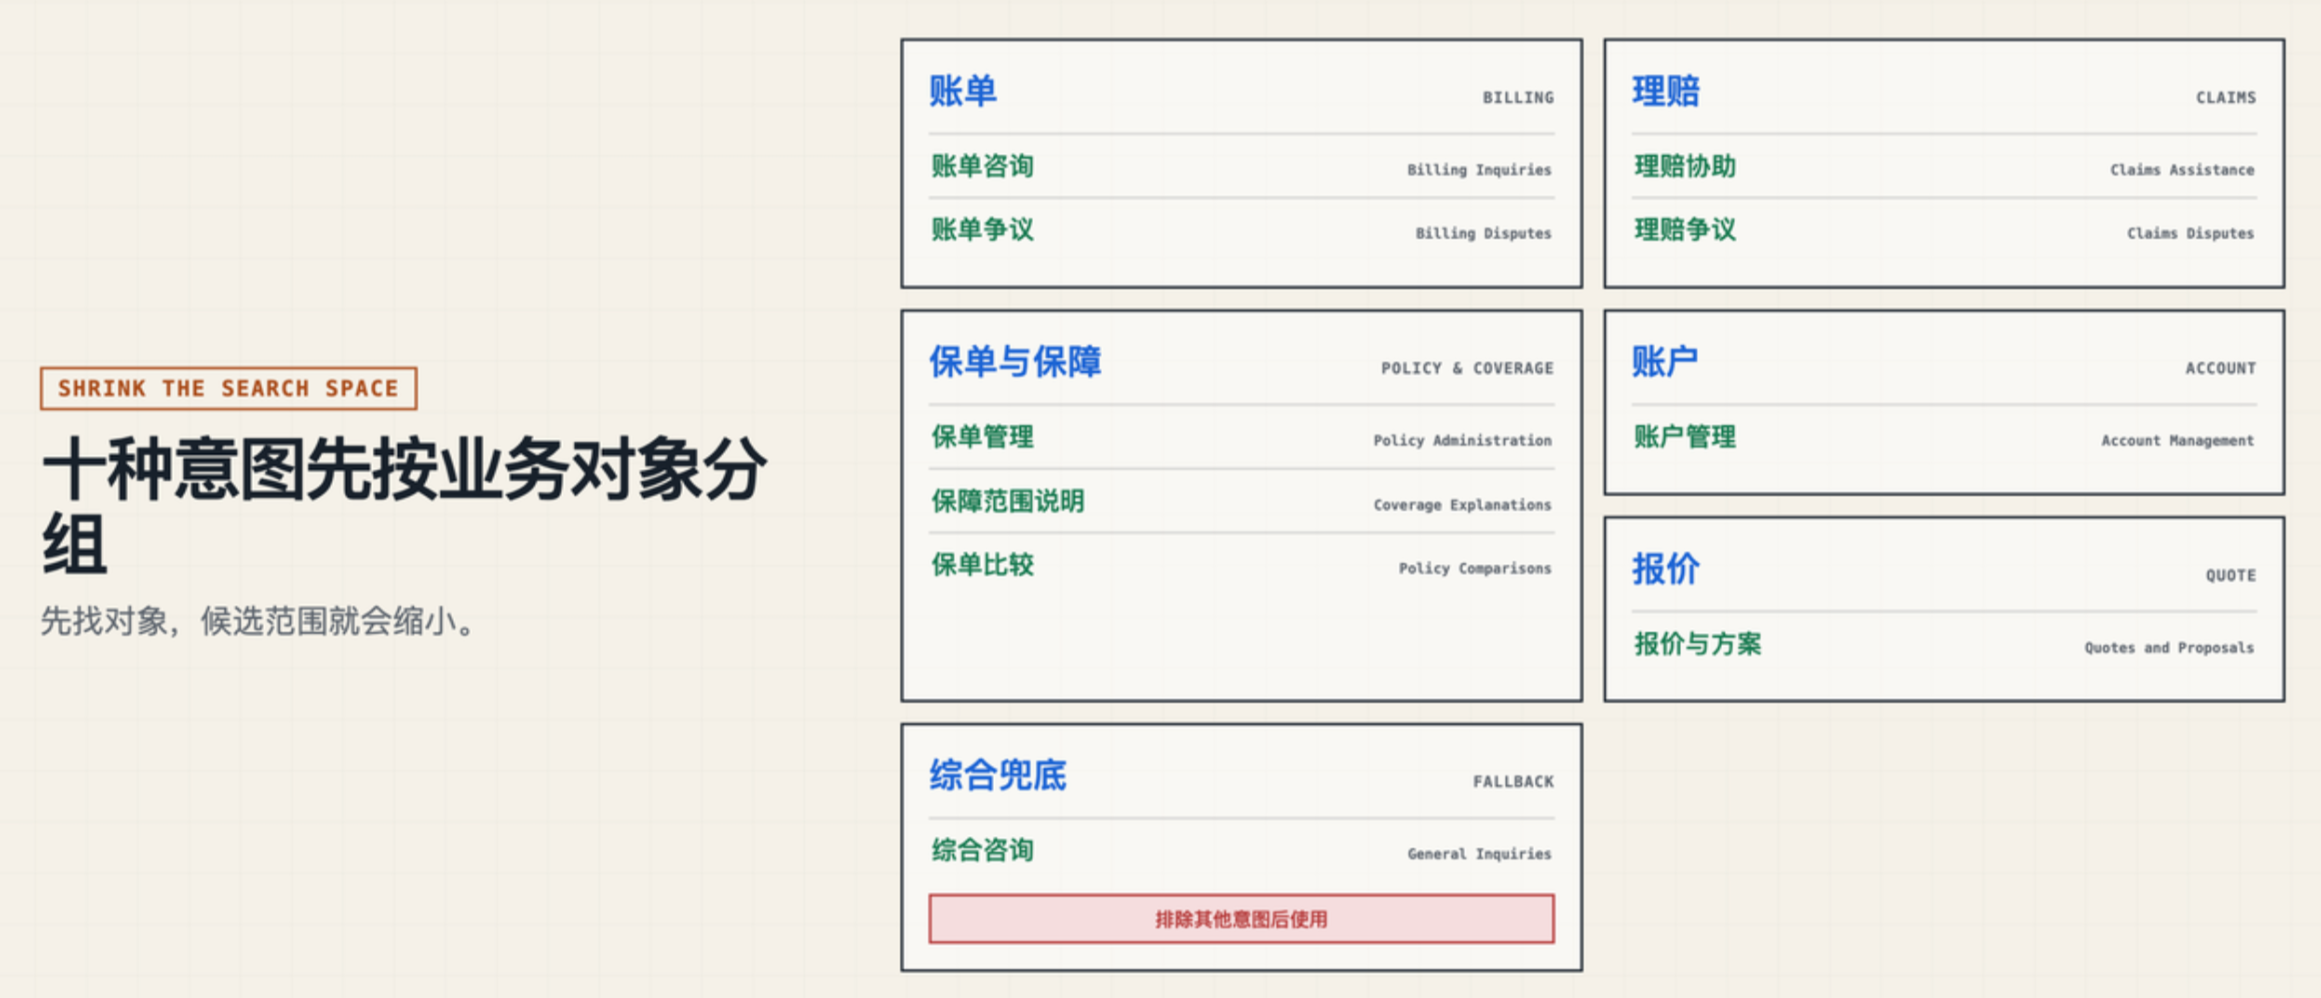 SHRINK THE SEARCH SPACE
十种意图先按业务对象分
组
先找对象，候选范围就会缩小。
账单 BILLING
账单咨询 Billing Inquiries
账单争议 Billing Disputes
理赔 CLAIMS
理赔协助 Claims Assistance
理赔争议 Claims Disputes
保单与保障 POLICY & COVERAGE
保单管理 Policy Administration
保障范围说明 Coverage Explanations
保单比较 Policy Comparisons
账户 ACCOUNT
账户管理 Account Management
报价 QUOTE
报价与方案 Quotes and Proposals
综合兜底 FALLBACK
综合咨询 General Inquiries
排除其他意图后使用